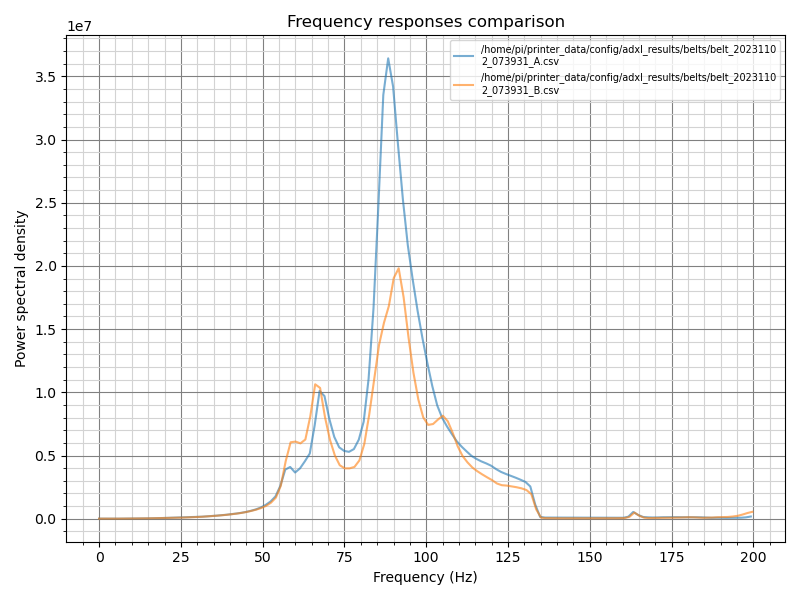 Frequency responses comparison
1e7
/home/pi/printer_data/config/adxl_results/belts/belt_2023110
2_073931_A.csv
/home/pi/printer_data/config/adxl_results/belts/belt_2023110
2_073931_B.csv
3.5
3.0
2.5
2.0
1.5
1.0
0.5
0.0
Power spectral density
0 25 50 75 100 125 150 175 200
Frequency (Hz)